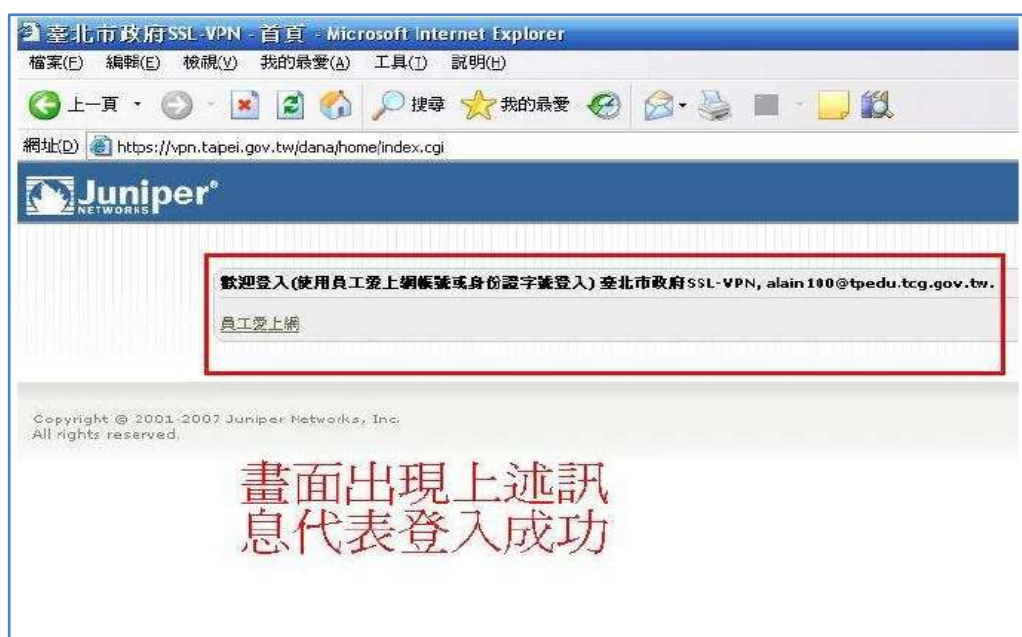 臺北市政府SSL-VPN - 首頁 - Microsoft Internet Explorer
檔案(F) 編輯(E) 檢視(V) 我的最愛(A) 工具(T) 說明(H)
上一頁 搜尋 我的最愛
網址(D) https://vpn.taipei.gov.tw/dana/home/index.cgi
Juniper®
NETWORKS
歡迎登入(使用員工愛上網帳號或身份證字號登入) 臺北市政府SSL-VPN, alain100@tpedu.tcg.gov.tw.
員工愛上網
Copyright © 2001-2007 Juniper Networks, Inc.
All rights reserved.
畫面出現上述訊
息代表登入成功